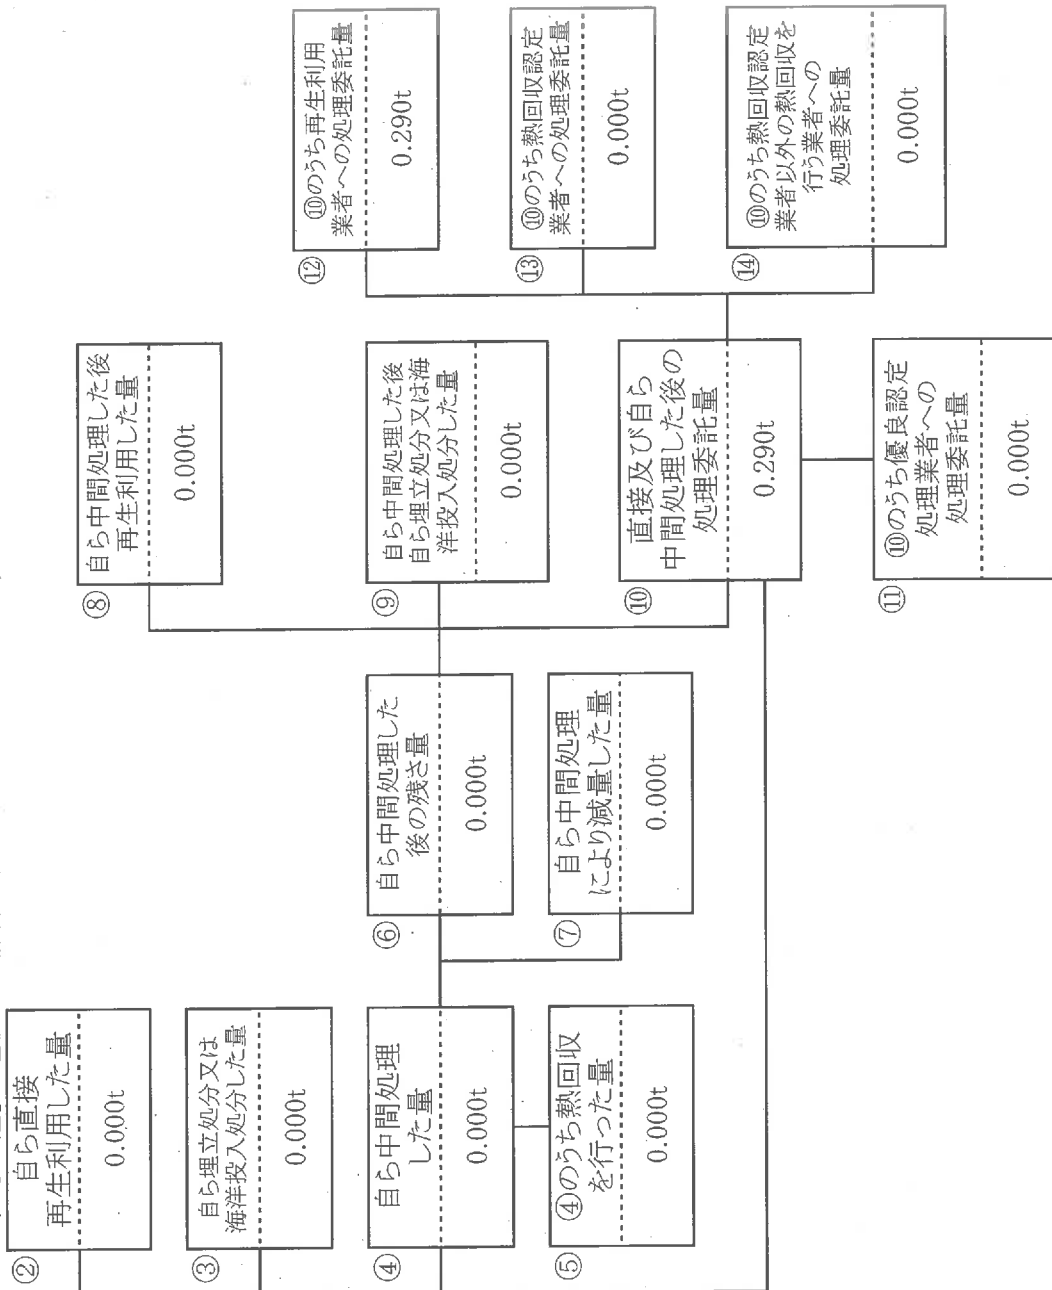 ②
自ら直接
再生利用した量
0.000t
③
自ら埋立処分又は
海洋投入処分した量
0.000t
④
自ら中間処理
した量
0.000t
⑤
④のうち熱回収
を行った量
0.000t
⑥
自ら中間処理した
後の残さ量
0.000t
⑦
自ら中間処理
により減量した量
0.000t
⑧
自ら中間処理した後
再生利用した量
0.000t
⑨
自ら中間処理した後
自ら埋立処分又は海
洋投入処分した量
0.000t
⑩
直接及び自ら
中間処理した後の
処理委託量
0.290t
⑪
⑩のうち優良認定
処理業者への
処理委託量
0.000t
⑫
⑩のうち再生利用
業者への処理委託量
0.290t
⑬
⑩のうち熱回収認定
業者への処理委託量
0.000t
⑭
⑩のうち熱回収認定
業者以外の熱回収を
行う業者への
処理委託量
0.000t